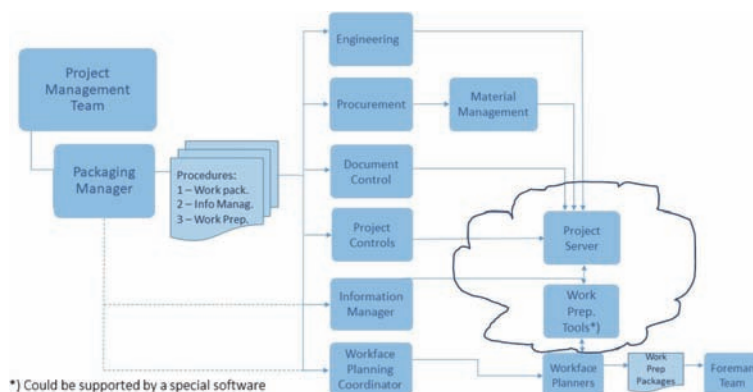 Project
Management
Team
Packaging
Manager
Procedures:
1 – Work pack.
2 – Info Manag.
3 – Work Prep.
Engineering
Procurement
Material
Management
Document
Control
Project
Controls
Project
Server
Information
Manager
Work
Prep.
Tools*)
Workface
Planning
Coordinator
Workface
Planners
Work
Prep
Packages
Foreman
Team
*) Could be supported by a special software